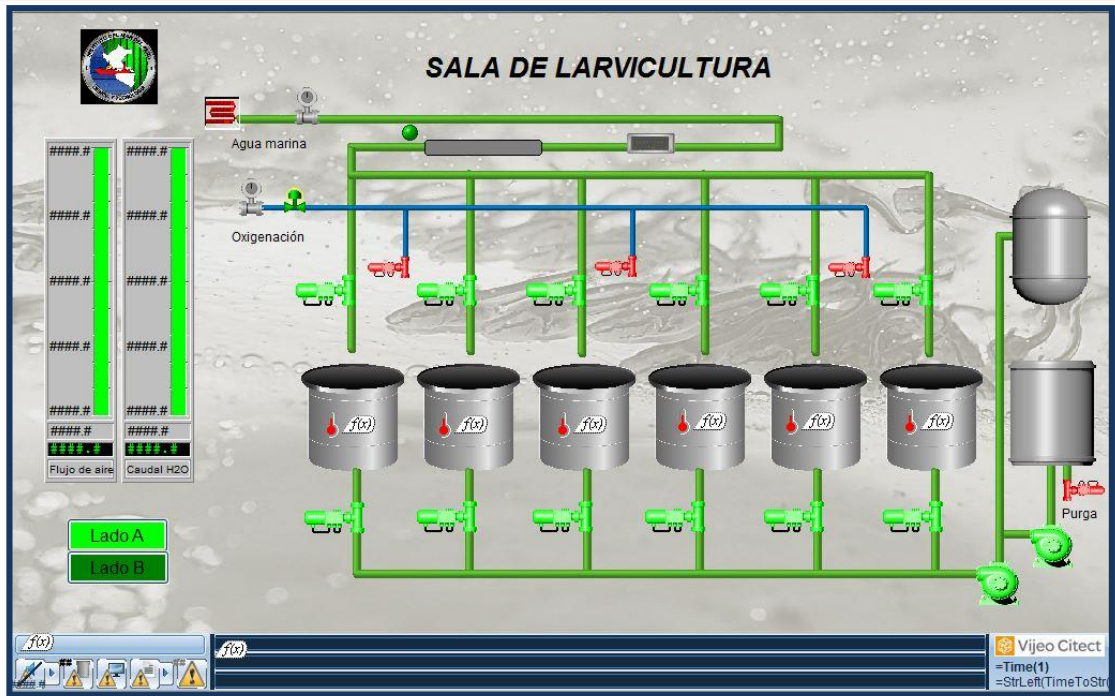 SALA DE LARVICULTURA
Agua marina
Oxigenación
####.# ####.#
####.# ####.#
####.# ####.#
####.# ####.#
####.# ####.#
####.# ####.#
####.# ####.#
Flujo de aire Caudal H2O
f(x) f(x) f(x) f(x) f(x) f(x)
Purga
Lado A
Lado B
f(x) f(x)
## ##
Vijeo Citect
=Time(1)
=StrLeft(TimeToStr(